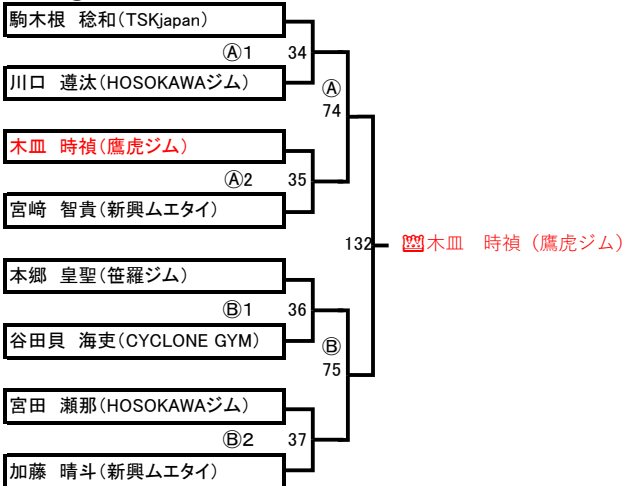 駒木根 稔和(TSKjapan)
Ⓐ1 34
川口 遵汰(HOSOKAWAジム)
Ⓐ
74
木皿 時禎(鷹虎ジム)
Ⓐ2 35
宮﨑 智貴(新興ムエタイ)
132 木皿 時禎 (鷹虎ジム)
本郷 皇聖(笹羅ジム)
Ⓑ1 36
谷田貝 海吏(CYCLONE GYM)
Ⓑ
75
宮田 瀬那(HOSOKAWAジム)
Ⓑ2 37
加藤 晴斗(新興ムエタイ)